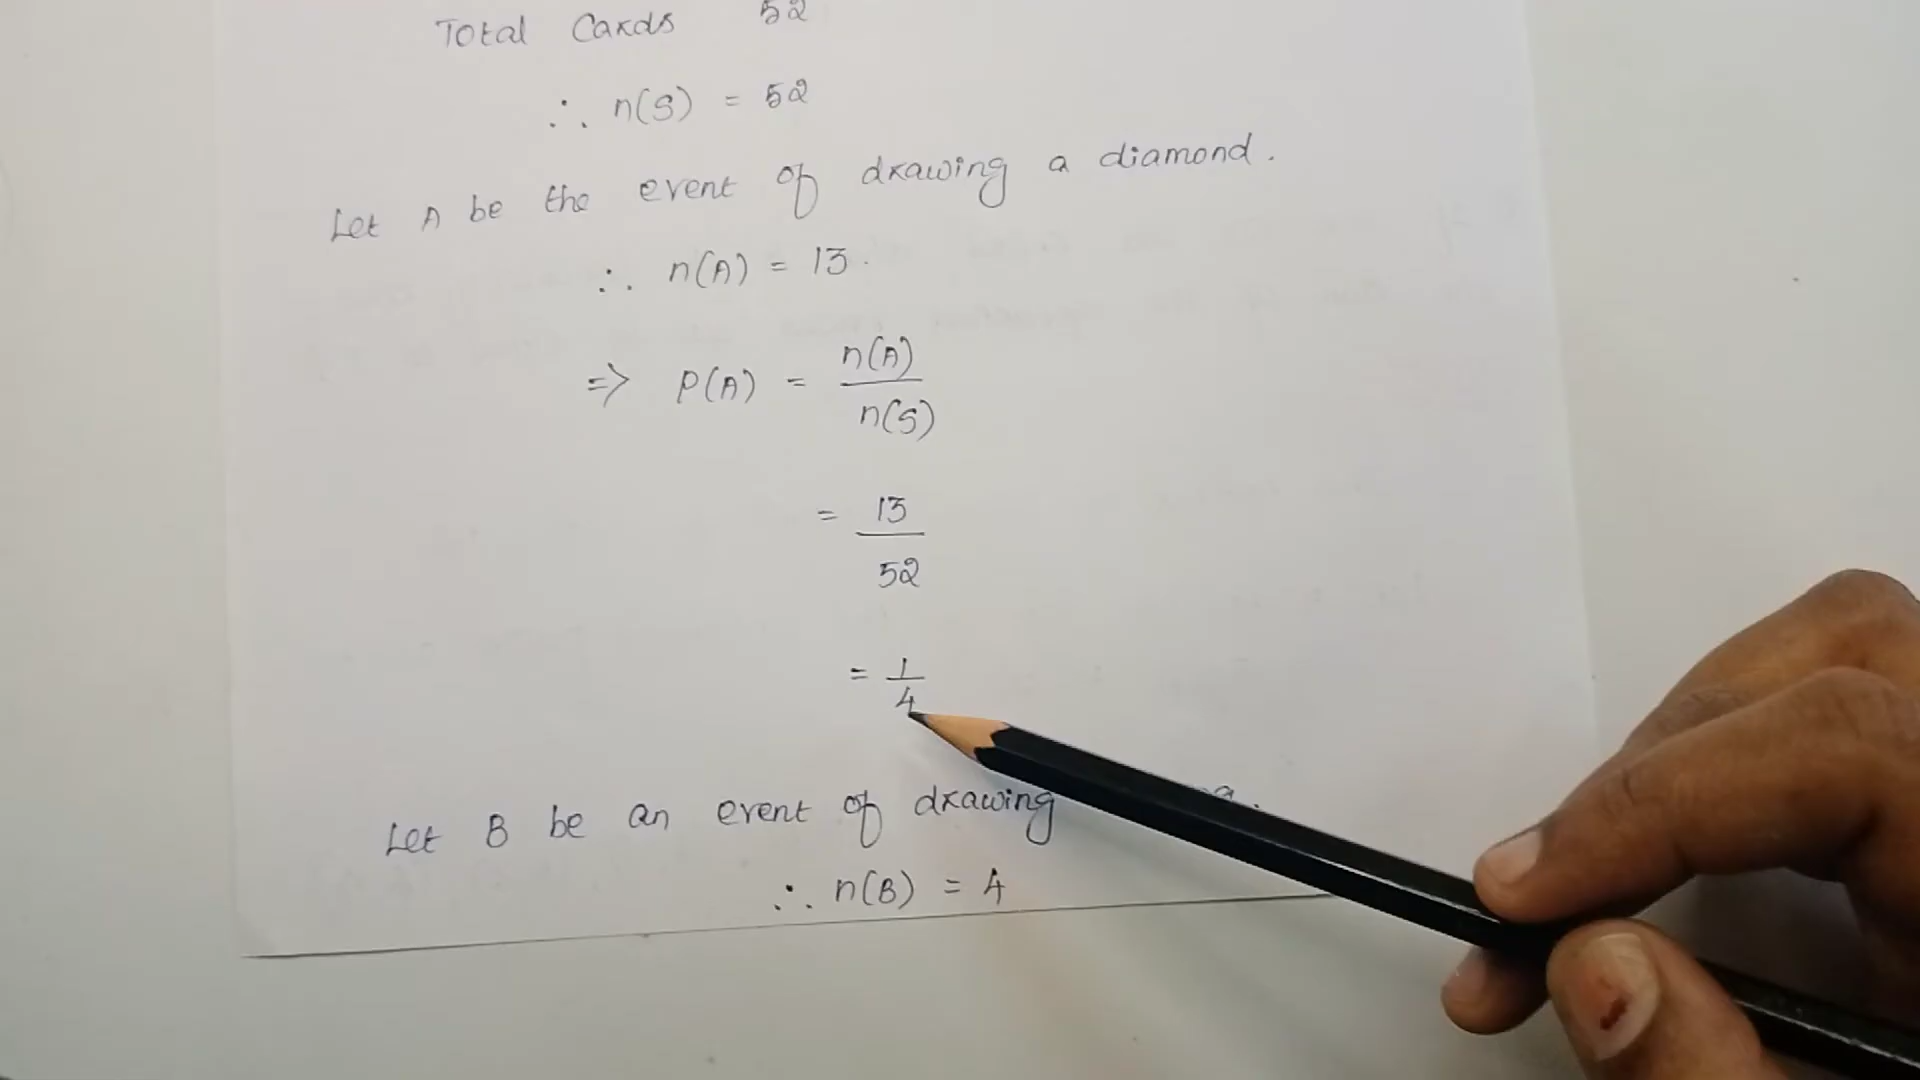 Total Cards 52
∴ n(S) = 52
Let A be the event of drawing a diamond.
∴ n(A) = 13.
⇒ P(A) = n(A)
n(S)
= 13
52
= 1
4
Let B be an event of drawing
∴ n(B) = 4